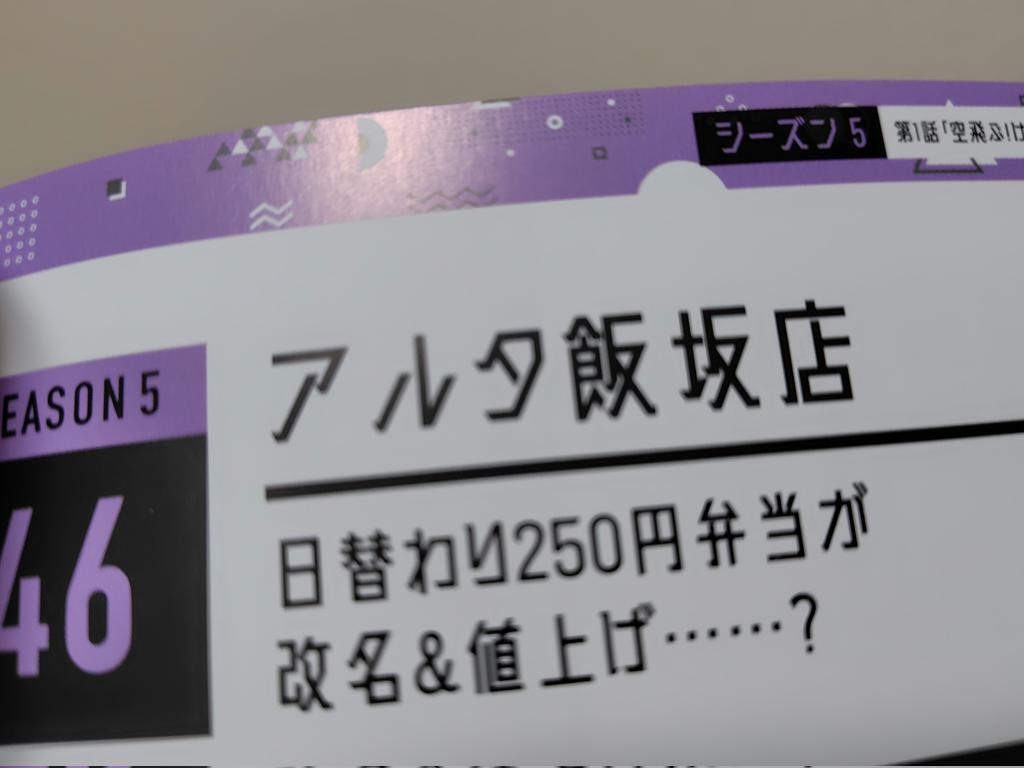 シーズン5
第1話「空飛ぶ
アルタ飯坂店
EASON 5
46
日替わり250円弁当が
改名&値上げ……?